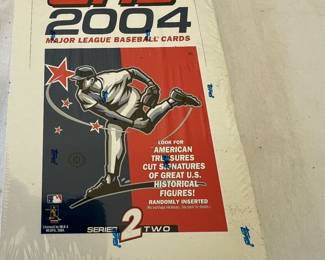 2004
MAJOR LEAGUE BASEBALL CARDS
LOOK FOR
AMERICAN
TREASURES
CUT SIGNATURES
OF GREAT U.S.
HISTORICAL
FIGURES!
RANDOMLY INSERTED
SERIES 2 TWO